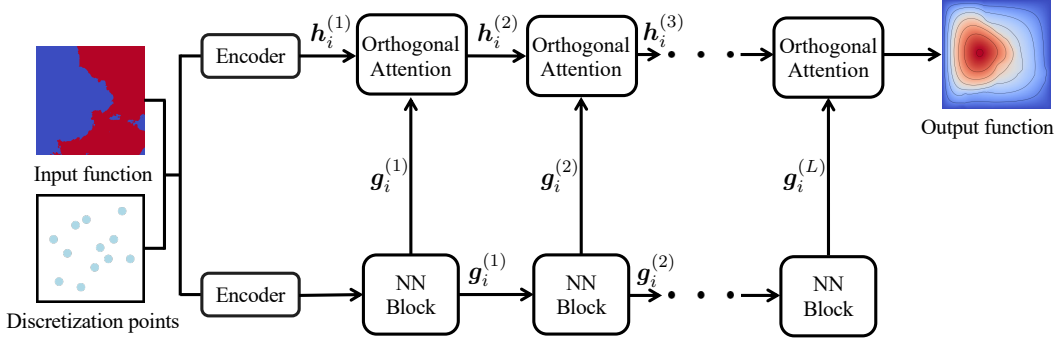 Input function
Discretization points
Encoder
h_i^{(1)}
Orthogonal
Attention
h_i^{(2)}
Orthogonal
Attention
h_i^{(3)}
Orthogonal
Attention
Output function
g_i^{(1)}
g_i^{(2)}
g_i^{(L)}
Encoder
NN
Block
g_i^{(1)}
NN
Block
g_i^{(2)}
NN
Block